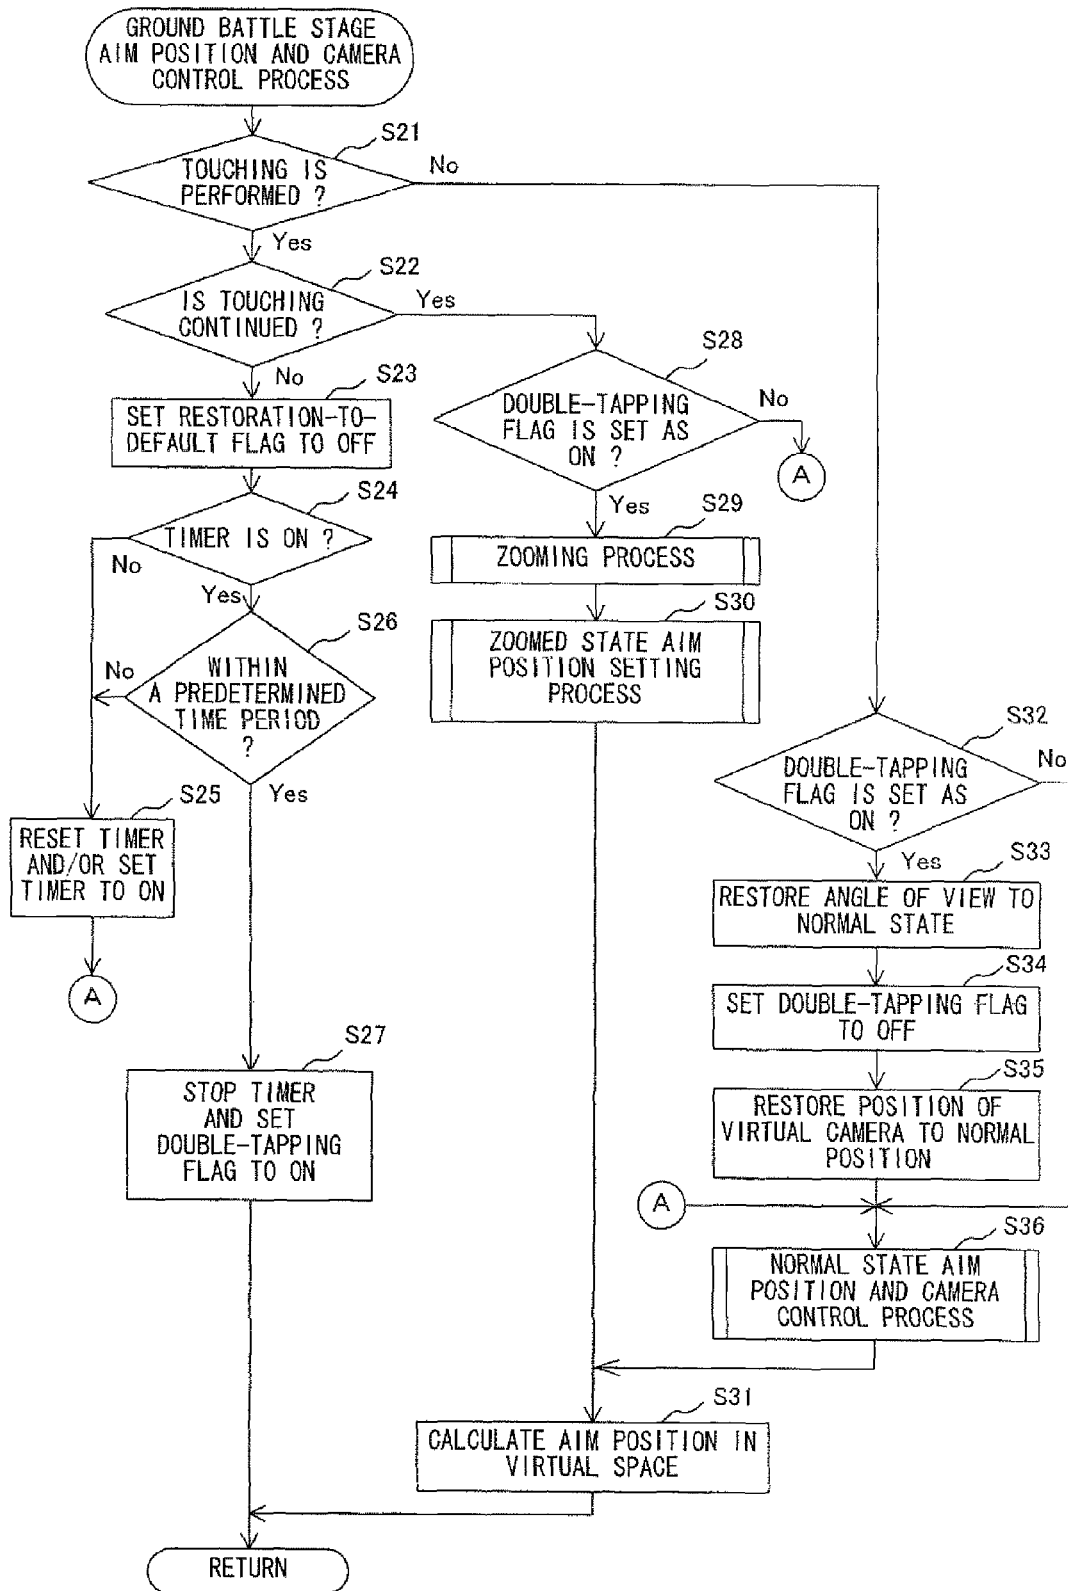 GROUND BATTLE STAGE
AIM POSITION AND CAMERA
CONTROL PROCESS
S21
TOUCHING IS
PERFORMED ?
No
Yes
S22
IS TOUCHING
CONTINUED ?
Yes
No
S23
SET RESTORATION-TO-
DEFAULT FLAG TO OFF
S24
TIMER IS ON ?
No
Yes
S26
WITHIN
A PREDETERMINED
TIME PERIOD
?
No
Yes
S25
RESET TIMER
AND/OR SET
TIMER TO ON
A
S27
STOP TIMER
AND SET
DOUBLE-TAPPING
FLAG TO ON
S28
DOUBLE-TAPPING
FLAG IS SET AS
ON ?
No
A
Yes
S29
ZOOMING PROCESS
S30
ZOOMED STATE AIM
POSITION SETTING
PROCESS
S32
DOUBLE-TAPPING
FLAG IS SET AS
ON ?
No
Yes
S33
RESTORE ANGLE OF VIEW TO
NORMAL STATE
S34
SET DOUBLE-TAPPING FLAG
TO OFF
S35
RESTORE POSITION OF
VIRTUAL CAMERA TO NORMAL
POSITION
A
S36
NORMAL STATE AIM
POSITION AND CAMERA
CONTROL PROCESS
S31
CALCULATE AIM POSITION IN
VIRTUAL SPACE
RETURN